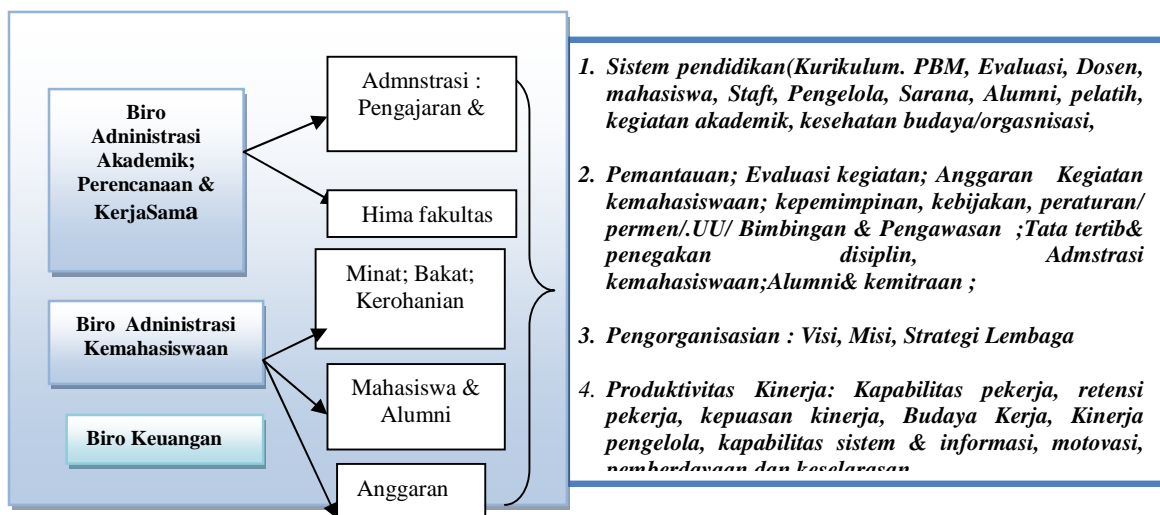 Biro
Adninistrasi
Akademik;
Perencanaan &
KerjaSama
Biro Adninistrasi
Kemahasiswaan
Biro Keuangan
Admnstrasi :
Pengajaran &
Hima fakultas
Minat; Bakat;
Kerohanian
Mahasiswa &
Alumni
Anggaran
1. Sistem pendidikan(Kurikulum. PBM, Evaluasi, Dosen,
mahasiswa, Staft, Pengelola, Sarana, Alumni, pelatih,
kegiatan akademik, kesehatan budaya/orgasnisasi,
2. Pemantauan; Evaluasi kegiatan; Anggaran Kegiatan
kemahasiswaan; kepemimpinan, kebijakan, peraturan/
permen/.UU/ Bimbingan & Pengawasan ;Tata tertib&
penegakan disiplin, Admstrasi
kemahasiswaan;Alumni& kemitraan ;
3. Pengorganisasian : Visi, Misi, Strategi Lembaga
4. Produktivitas Kinerja: Kapabilitas pekerja, retensi
pekerja, kepuasan kinerja, Budaya Kerja, Kinerja
pengelola, kapabilitas sistem & informasi, motovasi,
pemberdayaan dan keselarasan